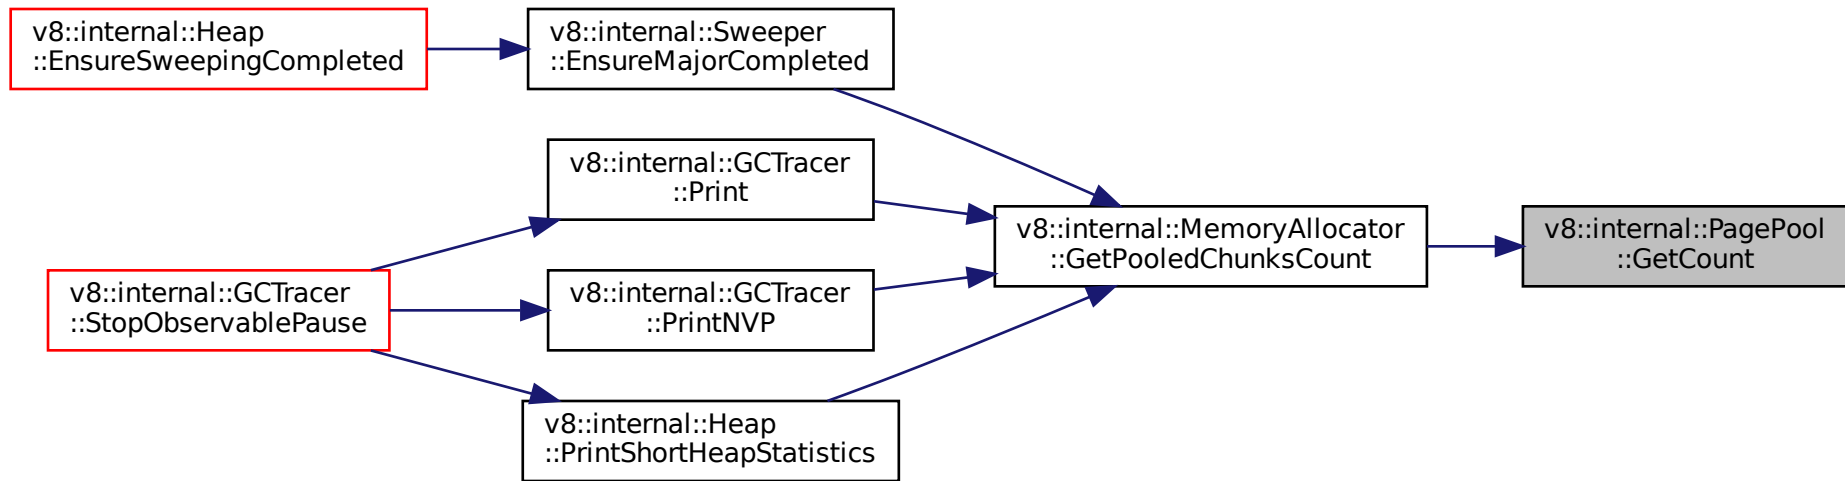 v8::internal::Heap
::EnsureSweepingCompleted
v8::internal::Sweeper
::EnsureMajorCompleted
v8::internal::GCTracer
::Print
v8::internal::MemoryAllocator
::GetPooledChunksCount
v8::internal::PagePool
::GetCount
v8::internal::GCTracer
::StopObservablePause
v8::internal::GCTracer
::PrintNVP
v8::internal::Heap
::PrintShortHeapStatistics